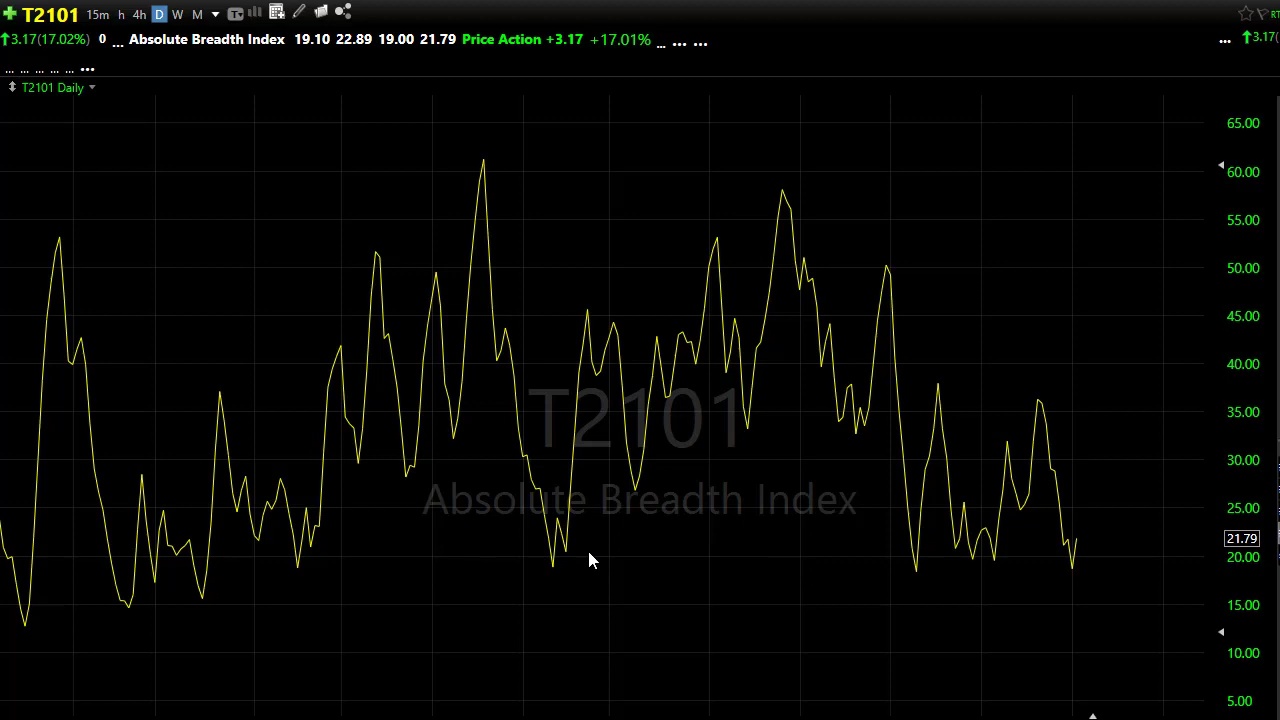 T2101 15m h 4h D W M
3.17(17.02%) 0 ... Absolute Breadth Index 19.10 22.89 19.00 21.79 Price Action +3.17 +17.01% ... ... ... ... 3.17(
... ... ... ... ... ...
T2101 Daily
65.00
60.00
55.00
50.00
45.00
40.00
35.00
30.00
25.00
21.79
20.00
15.00
10.00
5.00
T2101
Absolute Breadth Index